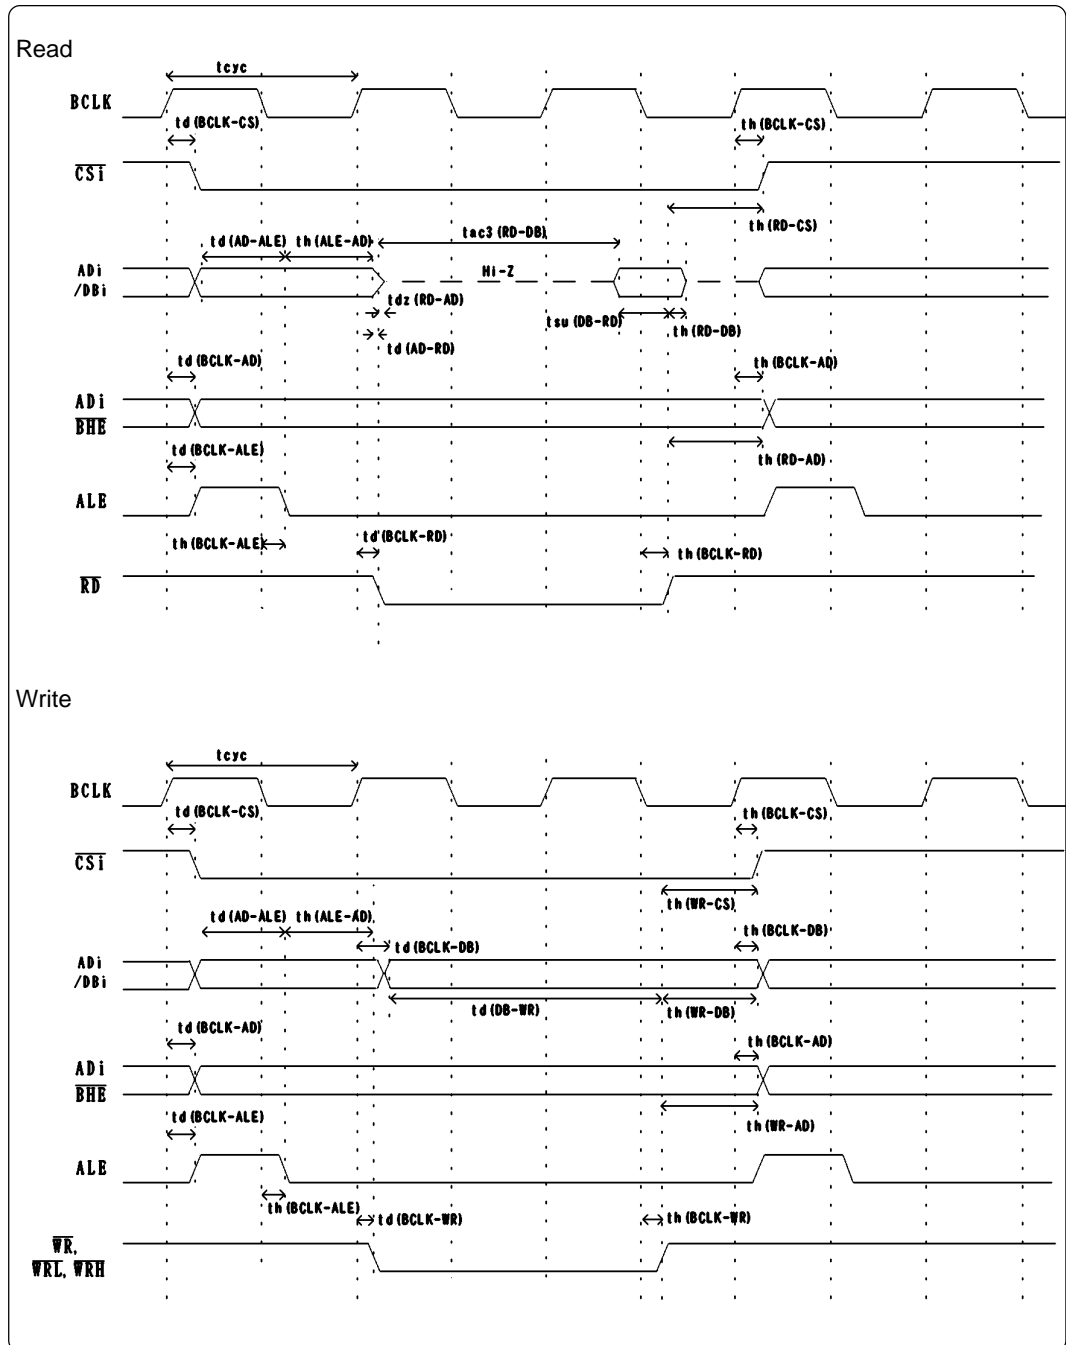 Read
tcyc
BCLK
td(BCLK-CS)
th(BCLK-CS)
CSi
th(RD-CS)
td(AD-ALE)
th(ALE-AD)
tac3(RD-DB)
ADi
/DBi
Hi-Z
tdz(RD-AD)
tsu(DB-RD)
th(RD-DB)
td(AD-RD)
td(BCLK-AD)
th(BCLK-AD)
ADi
BHE
th(RD-AD)
td(BCLK-ALE)
ALE
th(BCLK-ALE)
td(BCLK-RD)
th(BCLK-RD)
RD
Write
tcyc
BCLK
td(BCLK-CS)
th(BCLK-CS)
CSi
th(WR-CS)
td(AD-ALE)
th(ALE-AD)
td(BCLK-DB)
th(BCLK-DB)
ADi
/DBi
td(DB-WR)
th(WR-DB)
td(BCLK-AD)
th(BCLK-AD)
ADi
BHE
th(WR-AD)
td(BCLK-ALE)
ALE
th(BCLK-ALE)
td(BCLK-WR)
th(BCLK-WR)
WR,
WRL, WRH